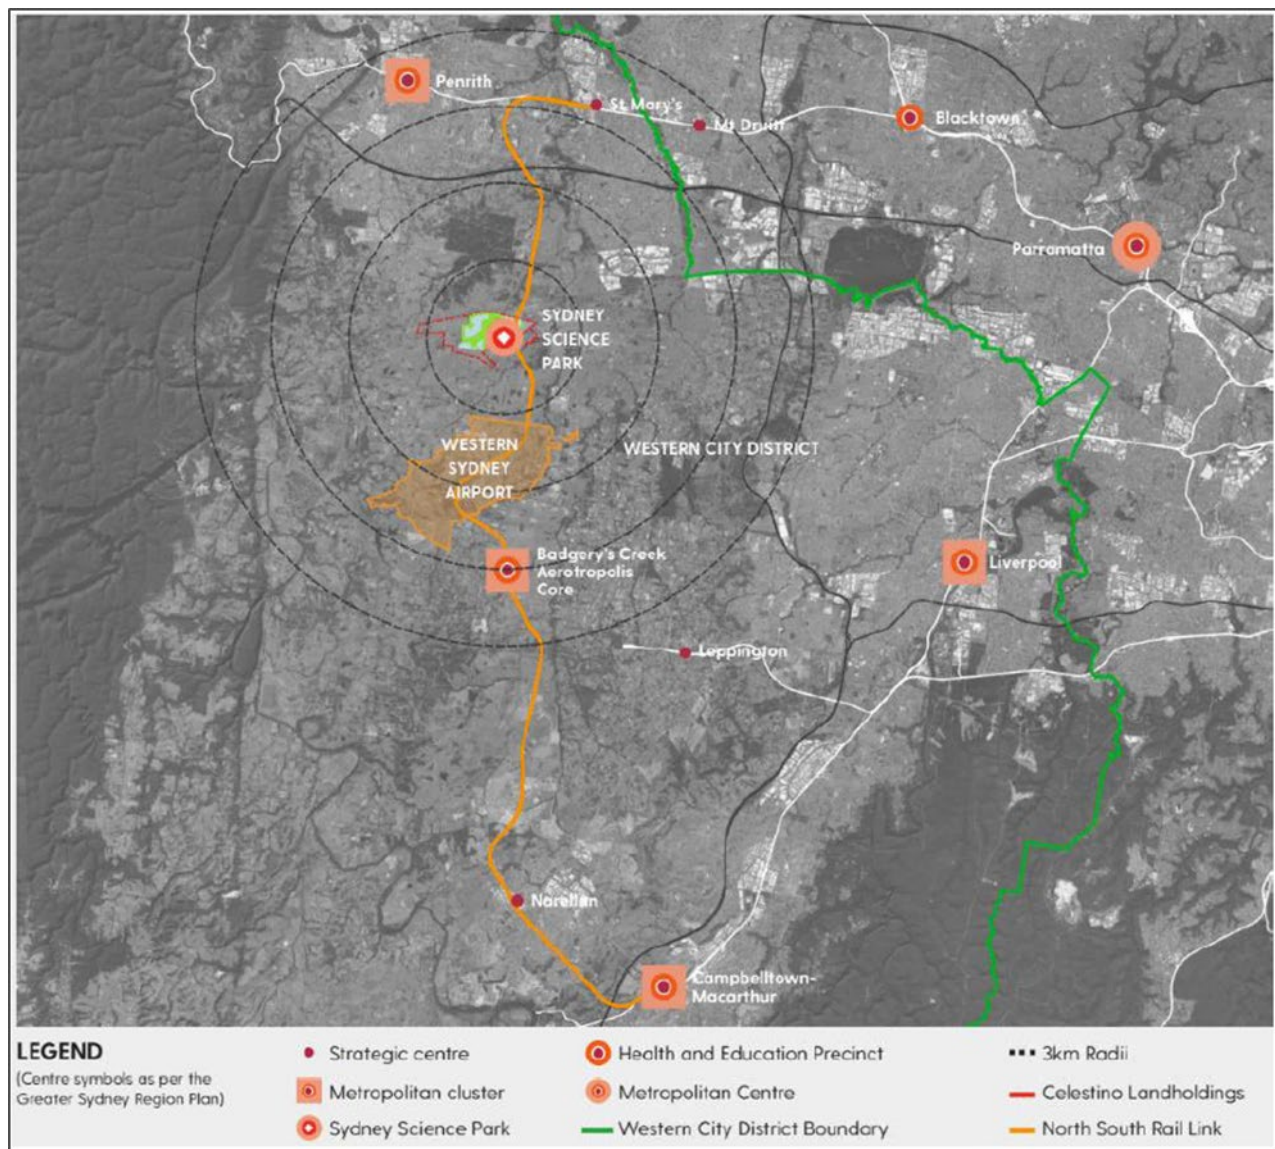 Penrith
St Mary's
Mt Druitt
Blacktown
Parramatta
SYDNEY
SCIENCE
PARK
WESTERN
SYDNEY
AIRPORT
WESTERN CITY DISTRICT
Badgery's Creek
Aerotropolis
Core
Liverpool
Leppington
Narellan
Campbelltown-
Macarthur
LEGEND
(Centre symbols as per the
Greater Sydney Region Plan)
Strategic centre
Metropolitan cluster
Sydney Science Park
Health and Education Precinct
Metropolitan Centre
Western City District Boundary
3km Radii
Celestino Landholdings
North South Rail Link